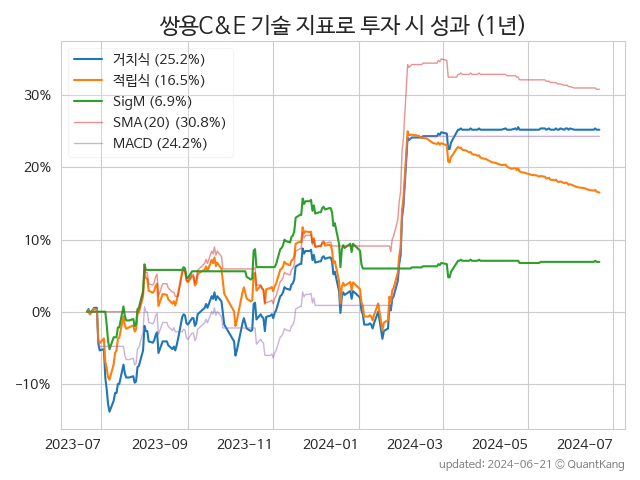 쌍용C&E 기술 지표로 투자 시 성과 (1년)
거치식 (25.2%)
적립식 (16.5%)
SigM (6.9%)
SMA(20) (30.8%)
MACD (24.2%)
30%
20%
10%
0%
−10%
2023-07 2023-09 2023-11 2024-01 2024-03 2024-05 2024-07
updated: 2024-06-21 © QuantKang